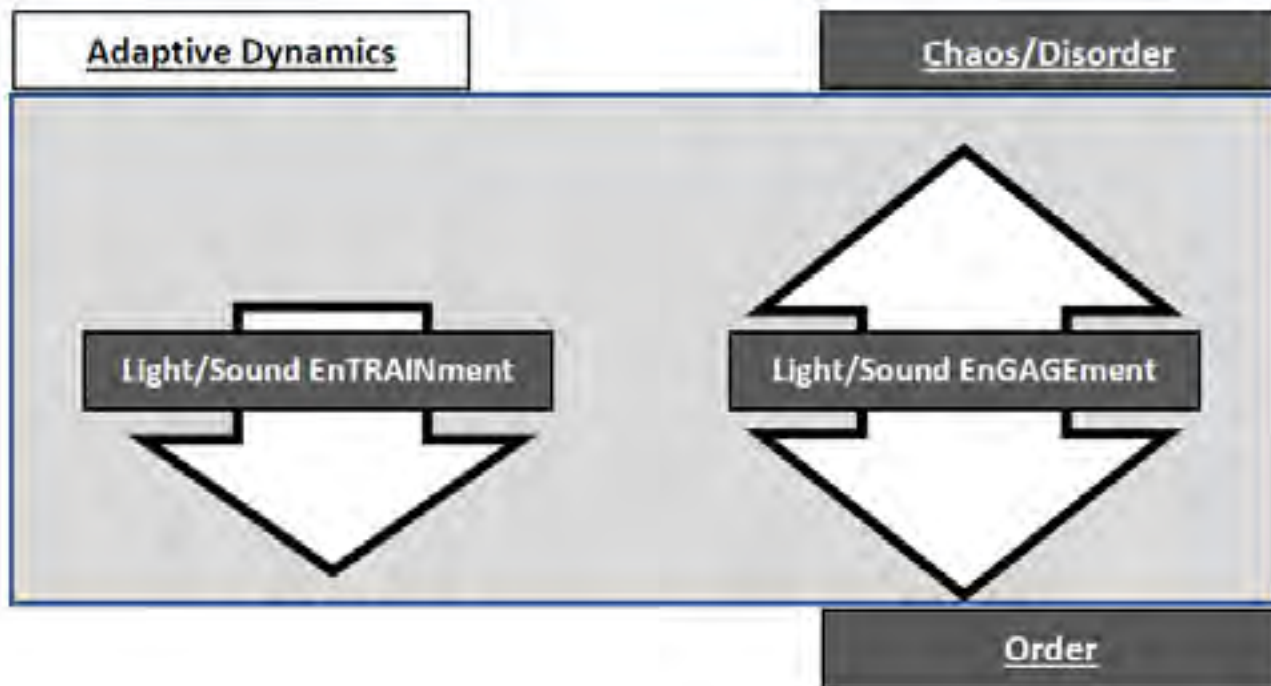 Adaptive Dynamics
Chaos/Disorder
Light/Sound EnTRAINment
Light/Sound EnGAGEment
Order